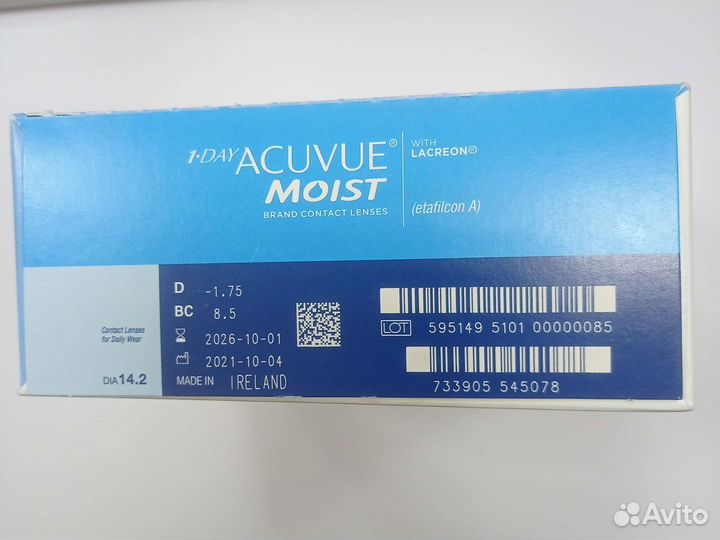 1·DAY ACUVUE®
MOIST
BRAND CONTACT LENSES
WITH
LACREON®
(etafilcon A)
Contact Lenses
for Daily Wear
DIA 14.2
D -1.75
BC 8.5
2026-10-01
2021-10-04
MADE IN IRELAND
LOT 595149 5101 00000085
733905 545078
Avito